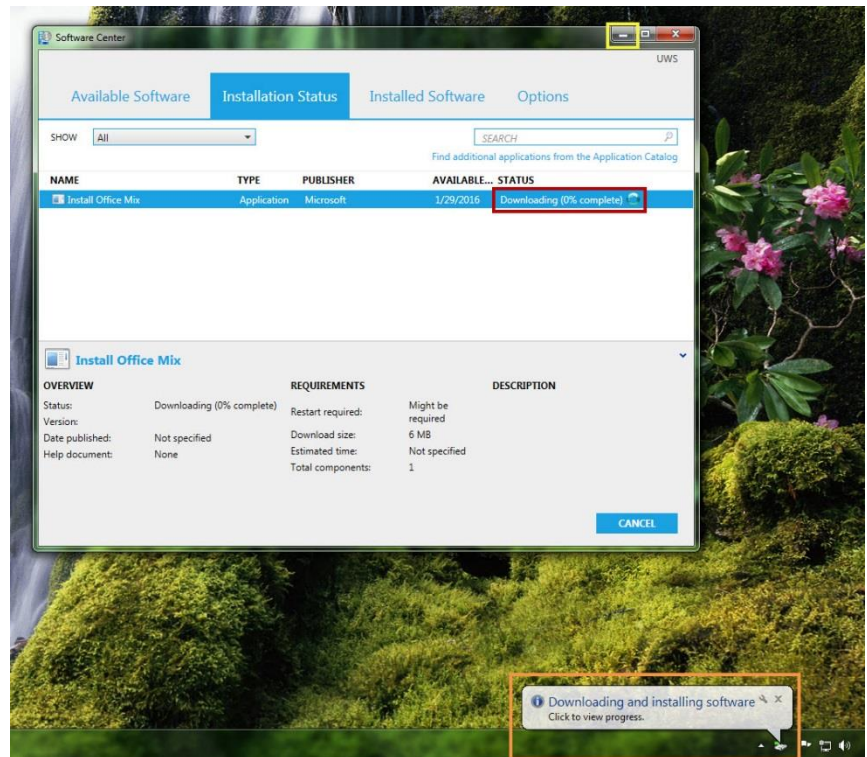 Software Center
UWS
Available Software Installation Status Installed Software Options
SHOW All SEARCH
Find additional applications from the Application Catalog
NAME TYPE PUBLISHER AVAILABLE... STATUS
Install Office Mix Application Microsoft 1/29/2016 Downloading (0% complete)
Install Office Mix
OVERVIEW REQUIREMENTS DESCRIPTION
Status: Downloading (0% complete) Restart required: Might be required
Version:
Date published: Not specified Download size: 6 MB
Help document: None Estimated time: Not specified
Total components: 1
CANCEL
Downloading and installing software
Click to view progress.